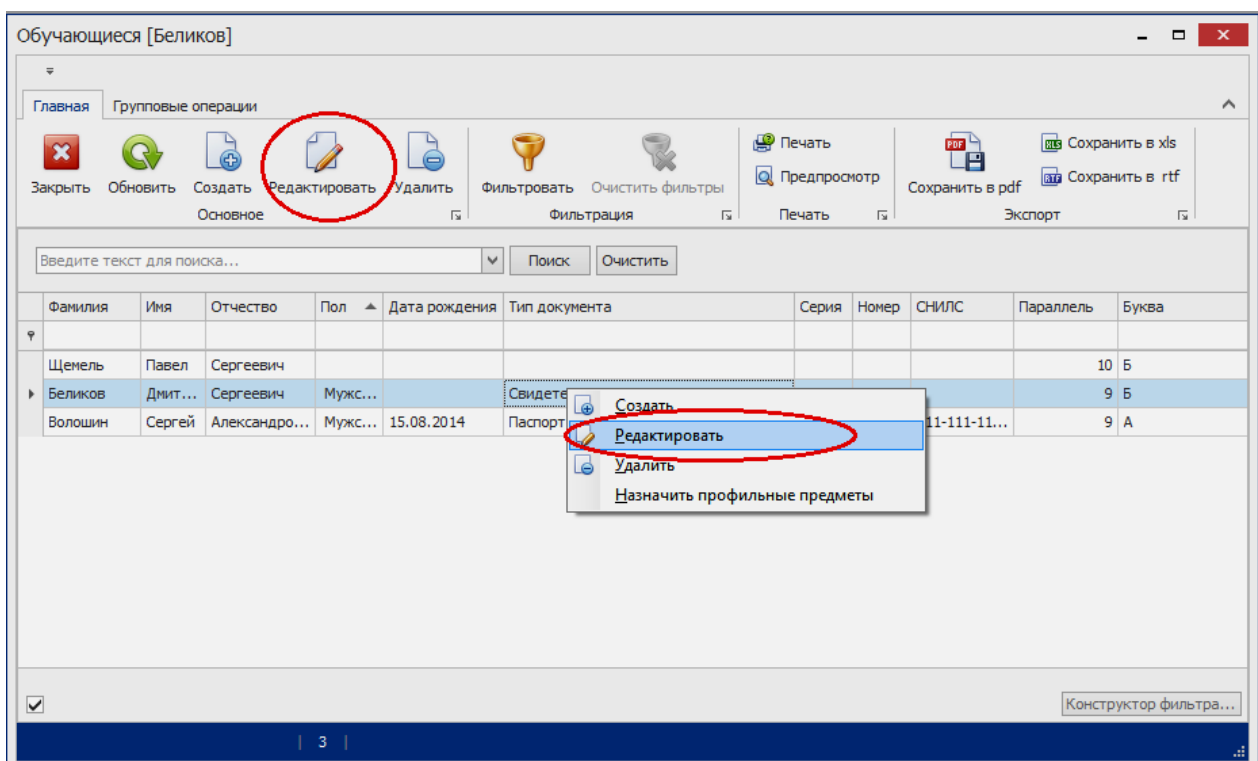 Обучающиеся [Беликов]
Главная Групповые операции
Закрыть Обновить Создать Редактировать Удалить Фильтровать Очистить фильтры Печать Предпросмотр PDF Сохранить в pdf XLS Сохранить в xls RTF Сохранить в rtf
Основное Фильтрация Печать Экспорт
Введите текст для поиска... Поиск Очистить
Фамилия Имя Отчество Пол Дата рождения Тип документа Серия Номер СНИЛС Параллель Буква
Щемель Павел Сергеевич 10 Б
Беликов Дмит... Сергеевич Мужс... Свидете 9 Б
Волошин Сергей Александро... Мужс... 15.08.2014 Паспорт 11-111-11... 9 А
Создать
Редактировать
Удалить
Назначить профильные предметы
Конструктор фильтра...
| 3 |